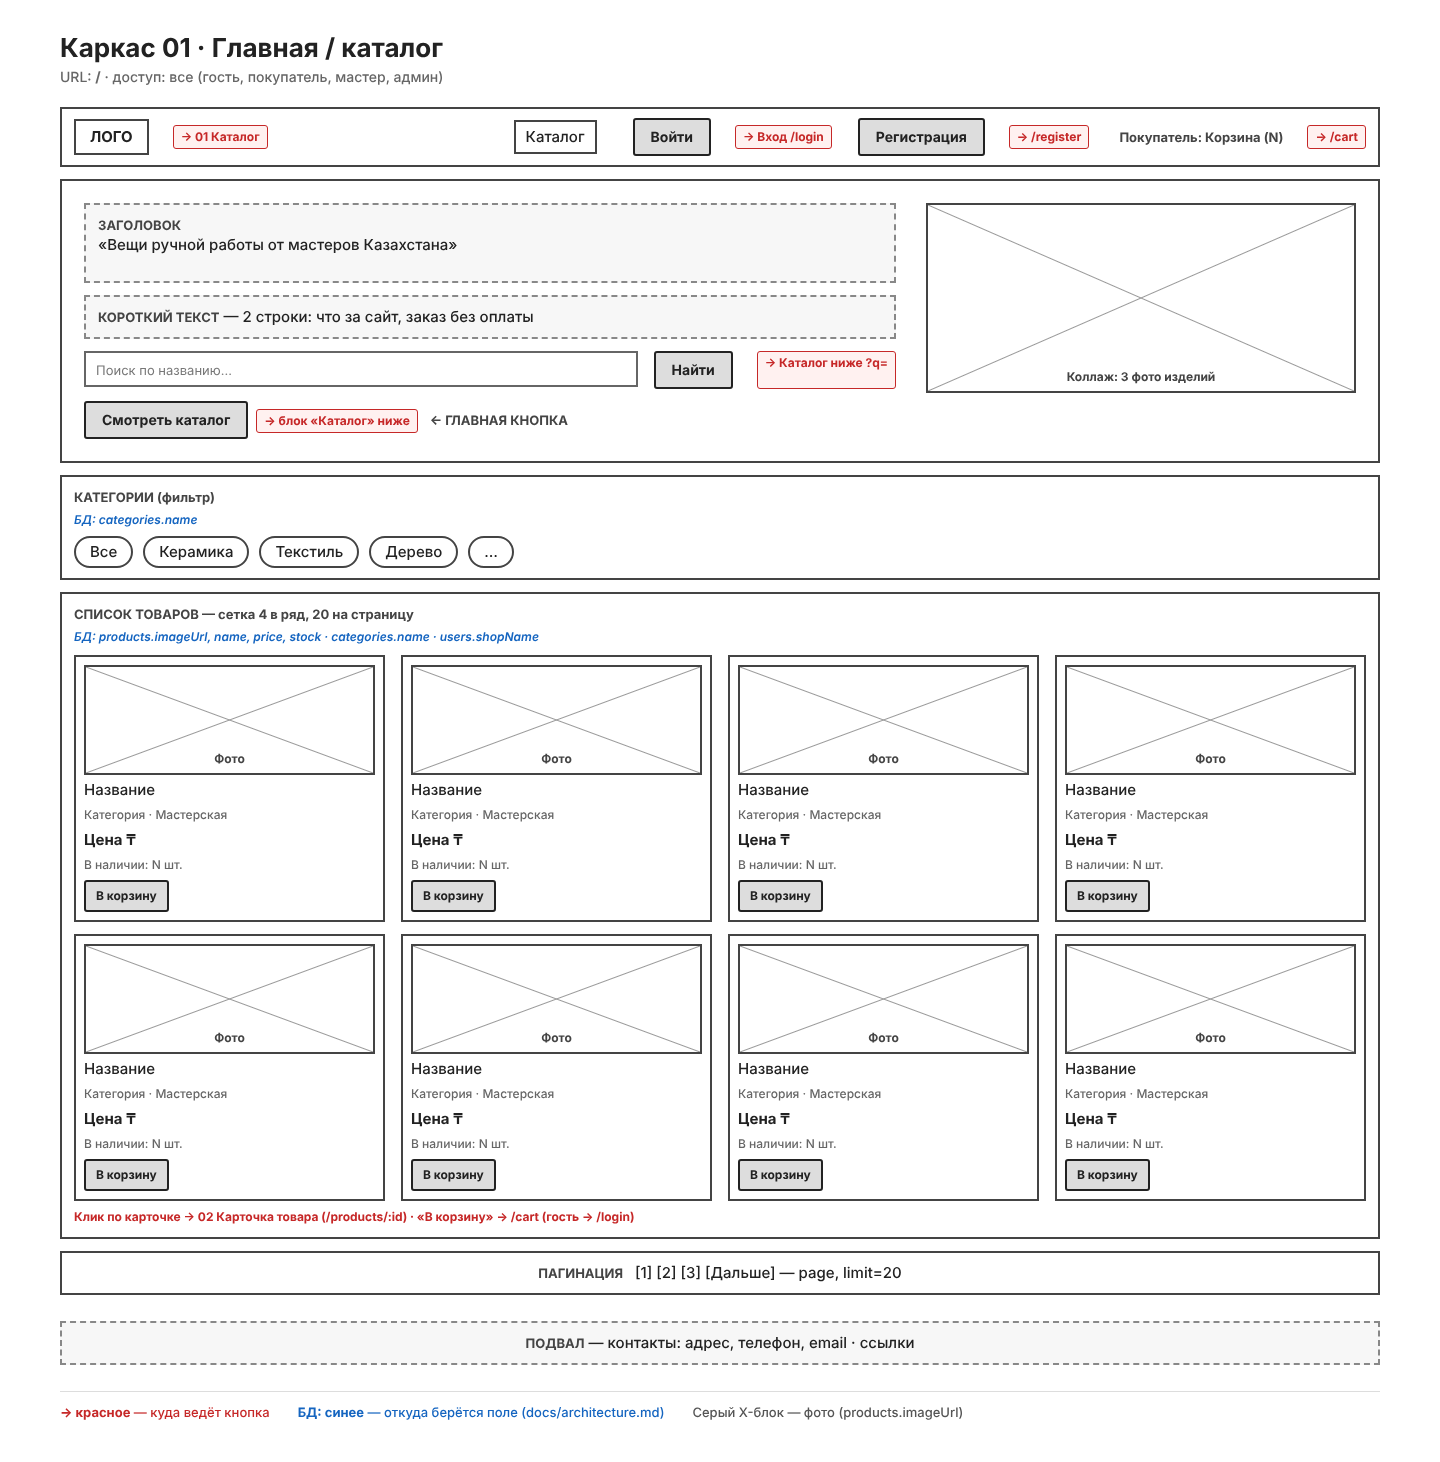 Каркас 01 · Главная / каталог
URL: / · доступ: все (гость, покупатель, мастер, админ)
ЛОГО → 01 Каталог Каталог Войти → Вход /login Регистрация → /register Покупатель: Корзина (N) → /cart
ЗАГОЛОВОК
«Вещи ручной работы от мастеров Казахстана»
КОРОТКИЙ ТЕКСТ — 2 строки: что за сайт, заказ без оплаты
Поиск по названию... Найти → Каталог ниже ?q=
Коллаж: 3 фото изделий
Смотреть каталог → блок «Каталог» ниже ← ГЛАВНАЯ КНОПКА
КАТЕГОРИИ (фильтр)
БД: categories.name
Все Керамика Текстиль Дерево ...
СПИСОК ТОВАРОВ — сетка 4 в ряд, 20 на страницу
БД: products.imageUrl, name, price, stock · categories.name · users.shopName
Фото Фото Фото Фото
Название Название Название Название
Категория · Мастерская Категория · Мастерская Категория · Мастерская Категория · Мастерская
Цена ₸ Цена ₸ Цена ₸ Цена ₸
В наличии: N шт. В наличии: N шт. В наличии: N шт. В наличии: N шт.
В корзину В корзину В корзину В корзину
Фото Фото Фото Фото
Название Название Название Название
Категория · Мастерская Категория · Мастерская Категория · Мастерская Категория · Мастерская
Цена ₸ Цена ₸ Цена ₸ Цена ₸
В наличии: N шт. В наличии: N шт. В наличии: N шт. В наличии: N шт.
В корзину В корзину В корзину В корзину
Клик по карточке → 02 Карточка товара (/products/:id) · «В корзину» → /cart (гость → /login)
ПАГИНАЦИЯ [1] [2] [3] [Дальше] — page, limit=20
ПОДВАЛ — контакты: адрес, телефон, email · ссылки
→ красное — куда ведёт кнопка БД: синее — откуда берётся поле (docs/architecture.md) Серый X-блок — фото (products.imageUrl)